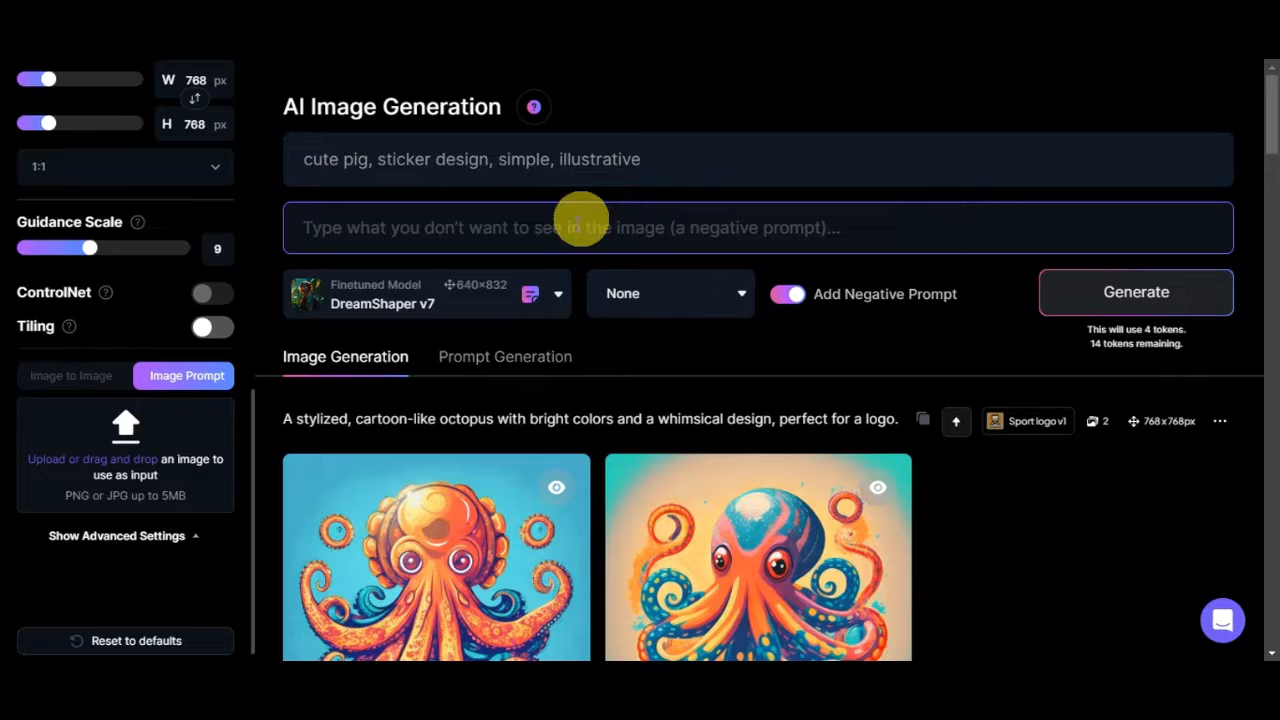 W 768 px
H 768 px
1:1
Guidance Scale ?
9
ControlNet ?
Tiling ?
Image to Image
Image Prompt
Upload or drag and drop an image to
use as input
PNG or JPG up to 5MB
Show Advanced Settings
Reset to defaults
AI Image Generation ?
cute pig, sticker design, simple, illustrative
Type what you don't want to see in the image (a negative prompt)...
Finetuned Model 640×832
DreamShaper v7
None
Add Negative Prompt
Generate
This will use 4 tokens.
14 tokens remaining.
Image Generation
Prompt Generation
A stylized, cartoon-like octopus with bright colors and a whimsical design, perfect for a logo.
Sport logo v1
2
768 x 768px